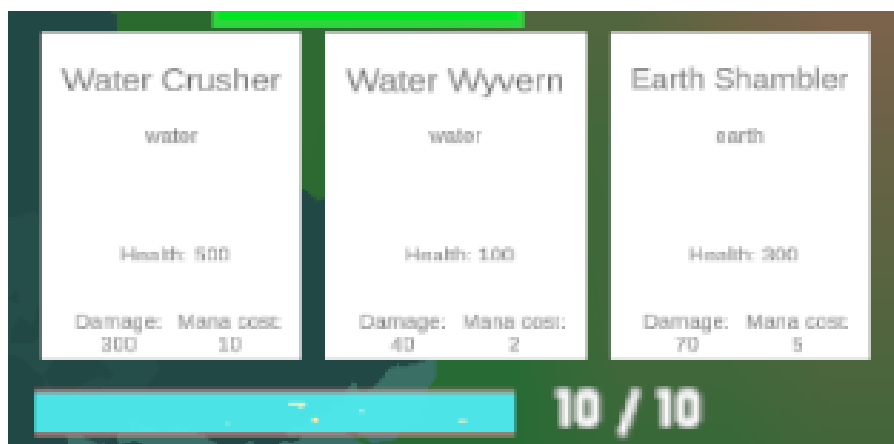 Water Crusher
water
Health: 500
Damage: Mana cost:
300 10
Water Wyvern
water
Health: 100
Damage: Mana cost:
40 2
Earth Shambler
earth
Health: 300
Damage: Mana cost:
70 5
10 / 10